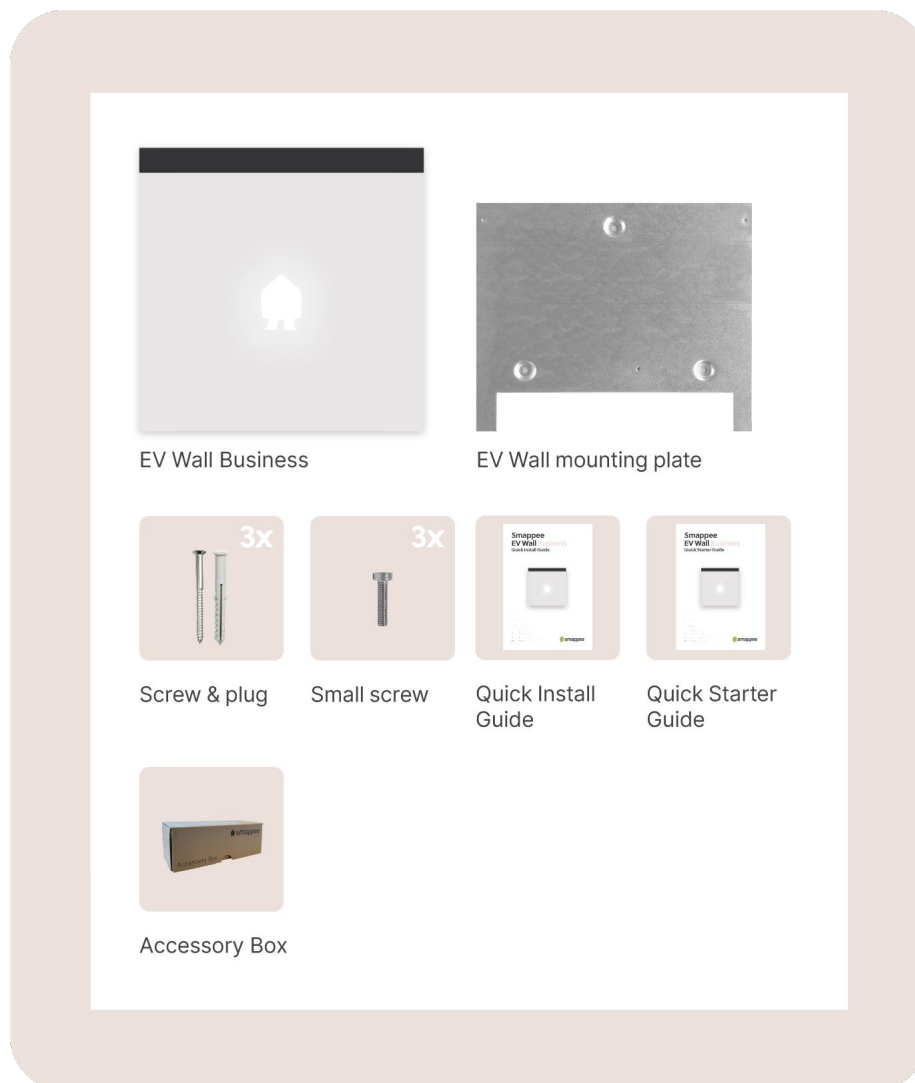 EV Wall Business
EV Wall mounting plate
3x
3x
Smappee
EV Wall Business
Quick Install Guide
smappee
Smappee
EV Wall Business
Quick Starter Guide
smappee
Screw & plug
Small screw
Quick Install
Guide
Quick Starter
Guide
smappee
Accessory Box
Accessory Box